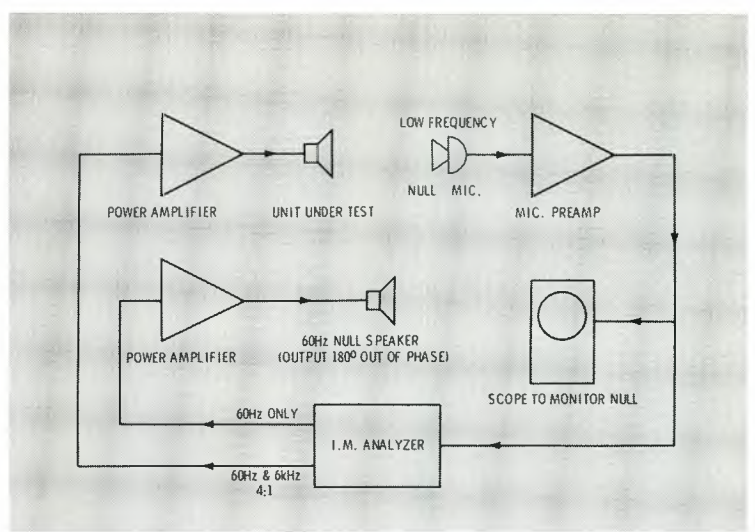 LOW FREQUENCY
NULL MIC.
POWER AMPLIFIER
UNIT UNDER TEST
MIC. PREAMP
POWER AMPLIFIER
60Hz NULL SPEAKER
(OUTPUT 180º OUT OF PHASE)
SCOPE TO MONITOR NULL
60Hz ONLY
I.M. ANALYZER
60Hz & 6kHz
4:1